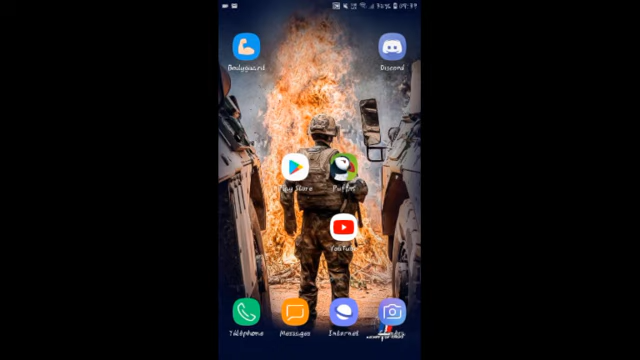 Bodyguard
Discord
Play Store
Puffin
YouTube
Téléphone
Messages
Internet